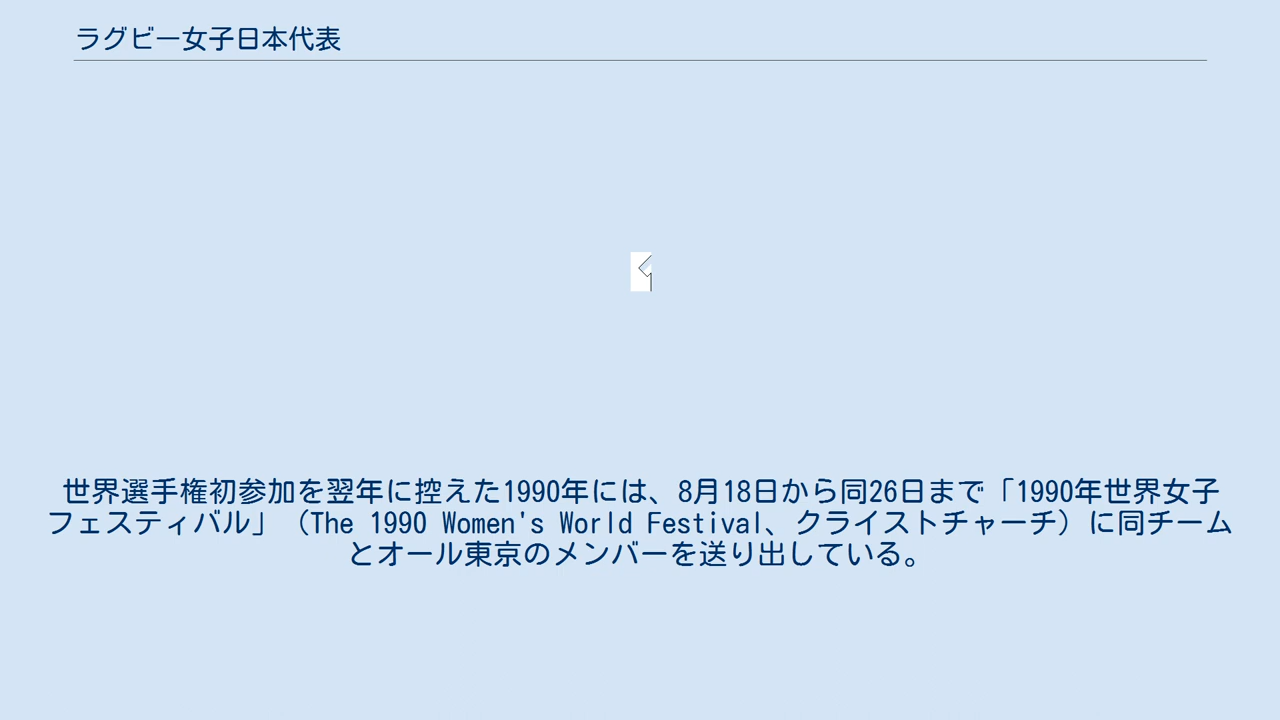 ラグビー女子日本代表
世界選手権初参加を翌年に控えた1990年には、8月18日から同26日まで「1990年世界女子
フェスティバル」（The 1990 Women's World Festival、クライストチャーチ）に同チーム
とオール東京のメンバーを送り出している。